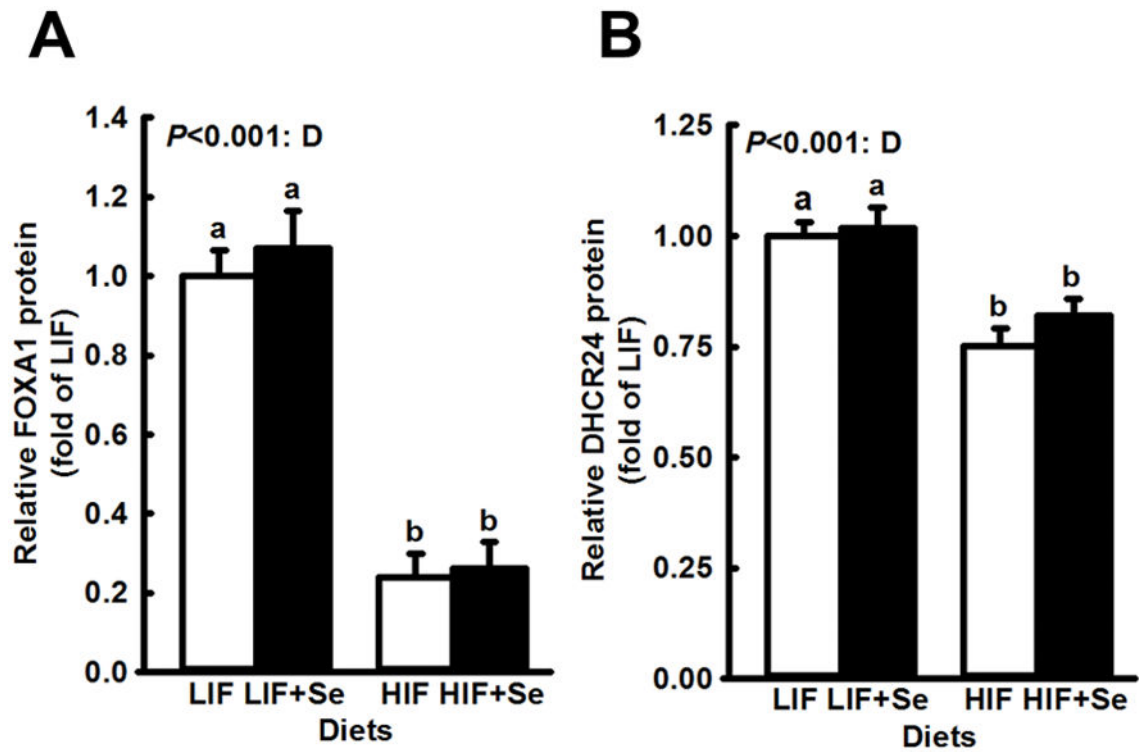 A
Relative FOXA1 protein
(fold of LIF)
1.4
1.2
1.0
0.8
0.6
0.4
0.2
0.0
P<0.001: D
a
a
b
b
LIF LIF+Se HIF HIF+Se
Diets
B
Relative DHCR24 protein
(fold of LIF)
1.25
1.00
0.75
0.50
0.25
0.00
P<0.001: D
a
a
b
b
LIF LIF+Se HIF HIF+Se
Diets